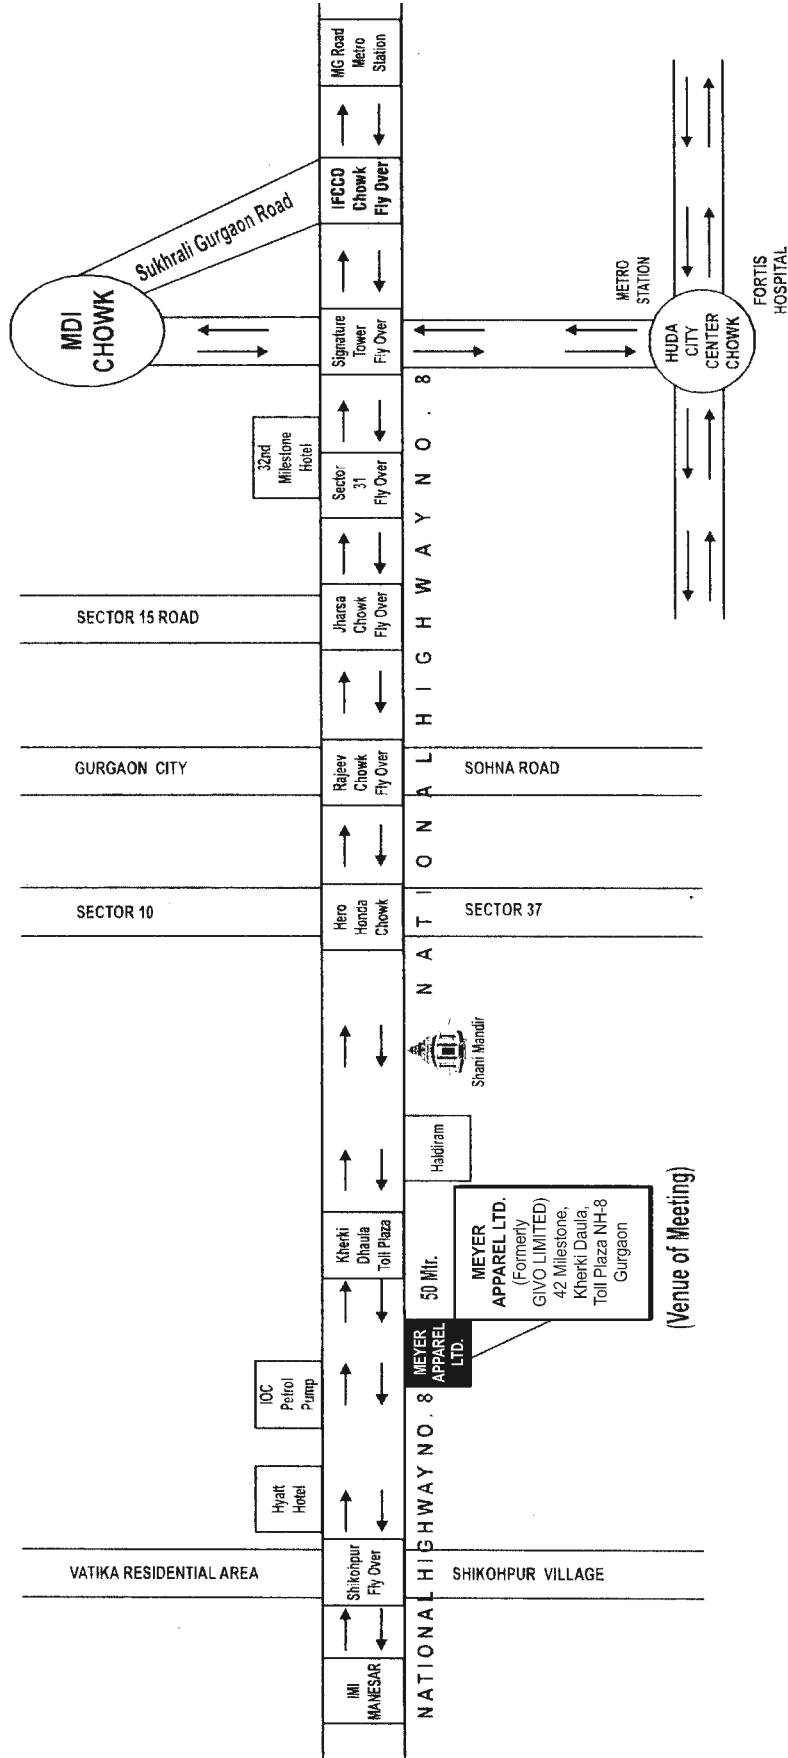 MG Road
Metro
Station
IFCCO
Chowk
Fly Over
Sukhrali Gurgaon Road
MDI
CHOWK
Signature
Tower
Fly Over
METRO
STATION
HUDA
CITY
CENTER
CHOWK
FORTIS
HOSPITAL
32nd
Milestone
Hotel
Sector
31
Fly Over
SECTOR 15 ROAD
Jharsa
Chowk
Fly Over
NATIONAL HIGHWAY NO. 8
GURGAON CITY
Rajeev
Chowk
Fly Over
SOHNA ROAD
SECTOR 10
Hero
Honda
Chowk
SECTOR 37
Shani Mandir
Haldiram
Kherki
Dhaula
Toll Plaza
50 Mtr.
MEYER
APPAREL LTD.
(Formerly
GIVO LIMITED)
42 Milestone,
Kherki Daula,
Toll Plaza NH-8
Gurgaon
(Venue of Meeting)
MEYER
APPAREL
LTD.
IOC
Petrol
Pump
Hyatt
Hotel
NATIONAL HIGHWAY NO. 8
VATIKA RESIDENTIAL AREA
Shikohpur
Fly Over
SHIKOHPUR VILLAGE
IMI
MANESAR